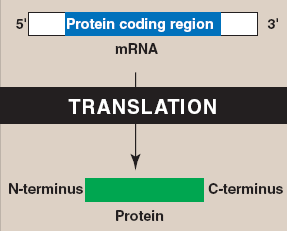 5' Protein coding region 3'
mRNA
TRANSLATION
N-terminus C-terminus
Protein